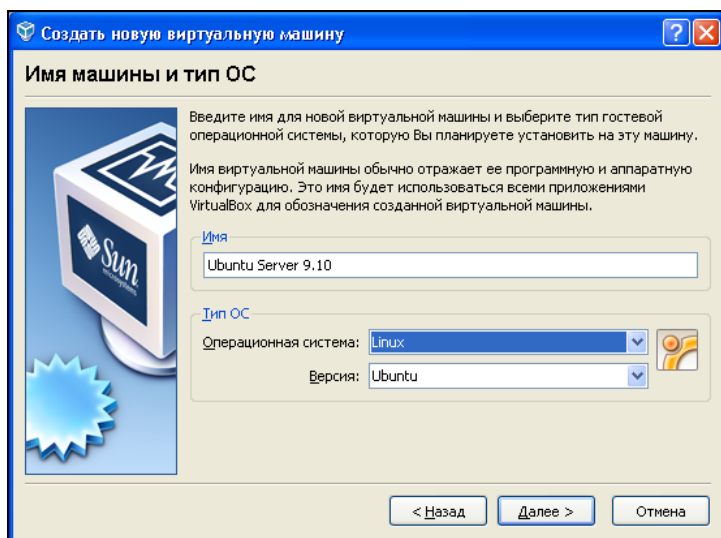 Создать новую виртуальную машину
Имя машины и тип ОС
Введите имя для новой виртуальной машины и выберите тип гостевой
операционной системы, которую Вы планируете установить на эту машину.
Имя виртуальной машины обычно отражает ее программную и аппаратную
конфигурацию. Это имя будет использоваться всеми приложениями
VirtualBox для обозначения созданной виртуальной машины.
Sun
microsystems
Имя
Ubuntu Server 9.10
Тип ОС
Операционная система: Linux
Версия: Ubuntu
< Назад Далее > Отмена